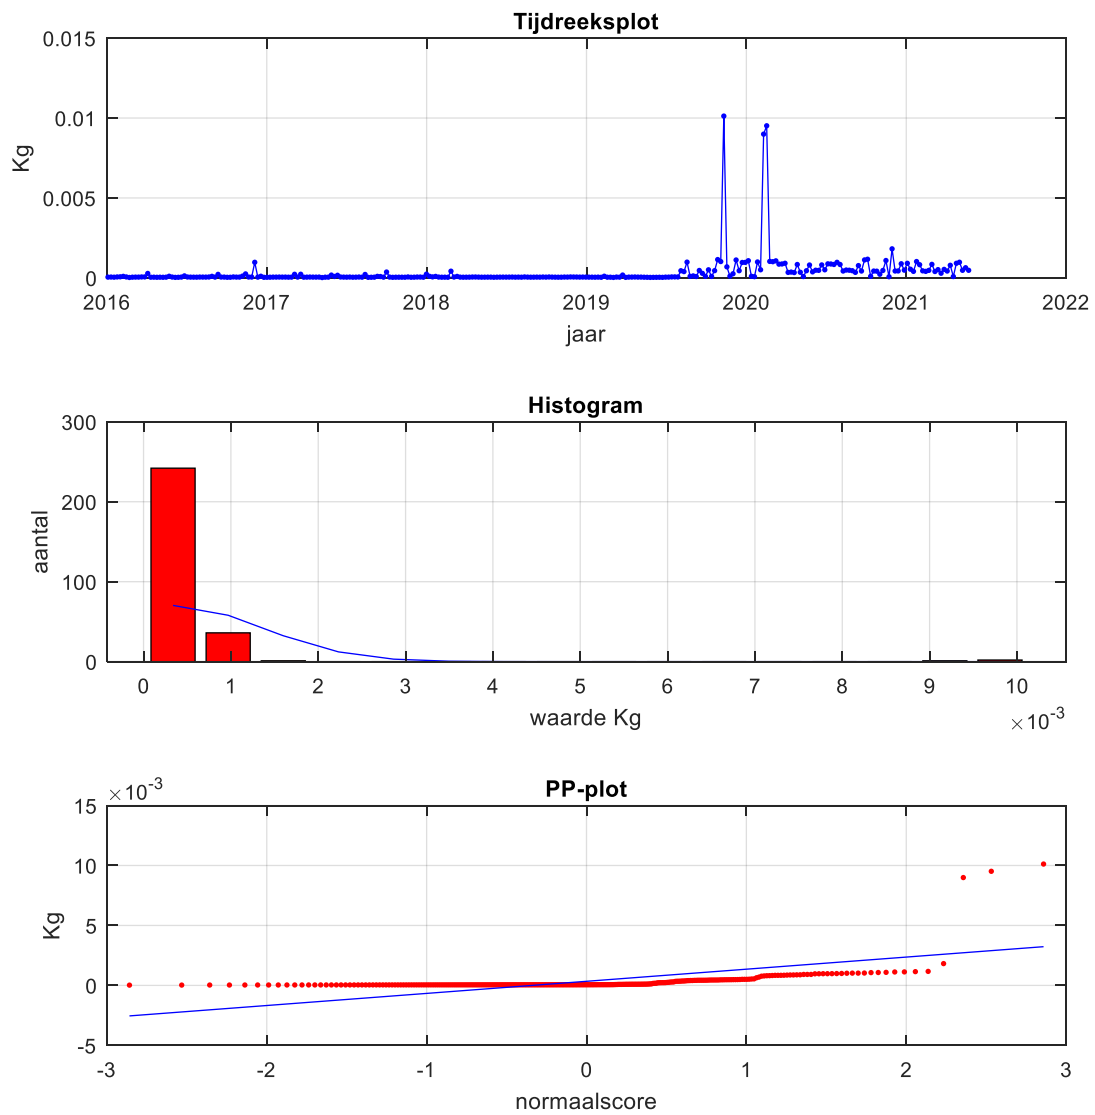 Tijdreeksplot
0.015
0.01
0.005
0
Kg
2016 2017 2018 2019 2020 2021 2022
jaar
Histogram
300
200
100
0
aantal
0 1 2 3 4 5 6 7 8 9 10
waarde Kg
×10-3
PP-plot
×10-3
15
10
5
0
-5
Kg
-3 -2 -1 0 1 2 3
normaalscore